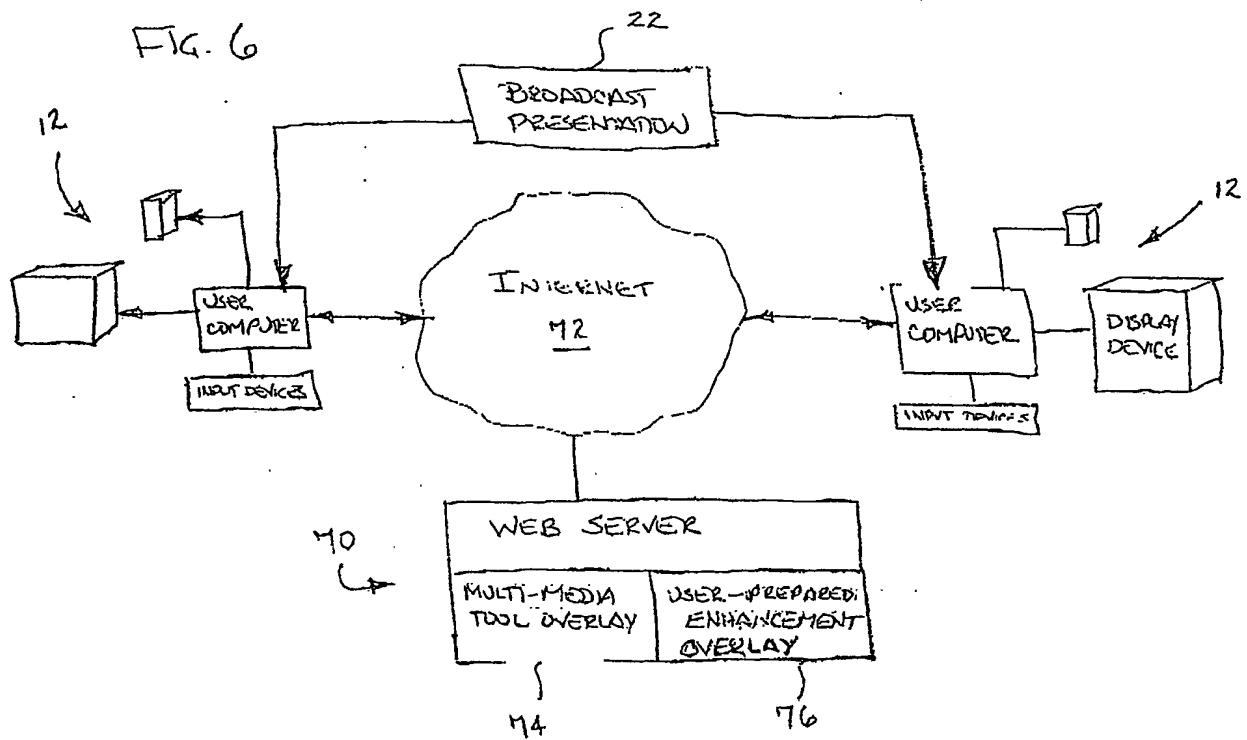 FIG. 6
22
BROADCAST
PRESENTATION
12
12
USER
COMPUTER
INPUT DEVICES
INTERNET
72
USER
COMPUTER
DISPLAY
DEVICE
INPUT DEVICES
WEB SERVER
70
MULTI-MEDIA
TOOL OVERLAY
USER-PREPARED
ENHANCEMENT
OVERLAY
74
76